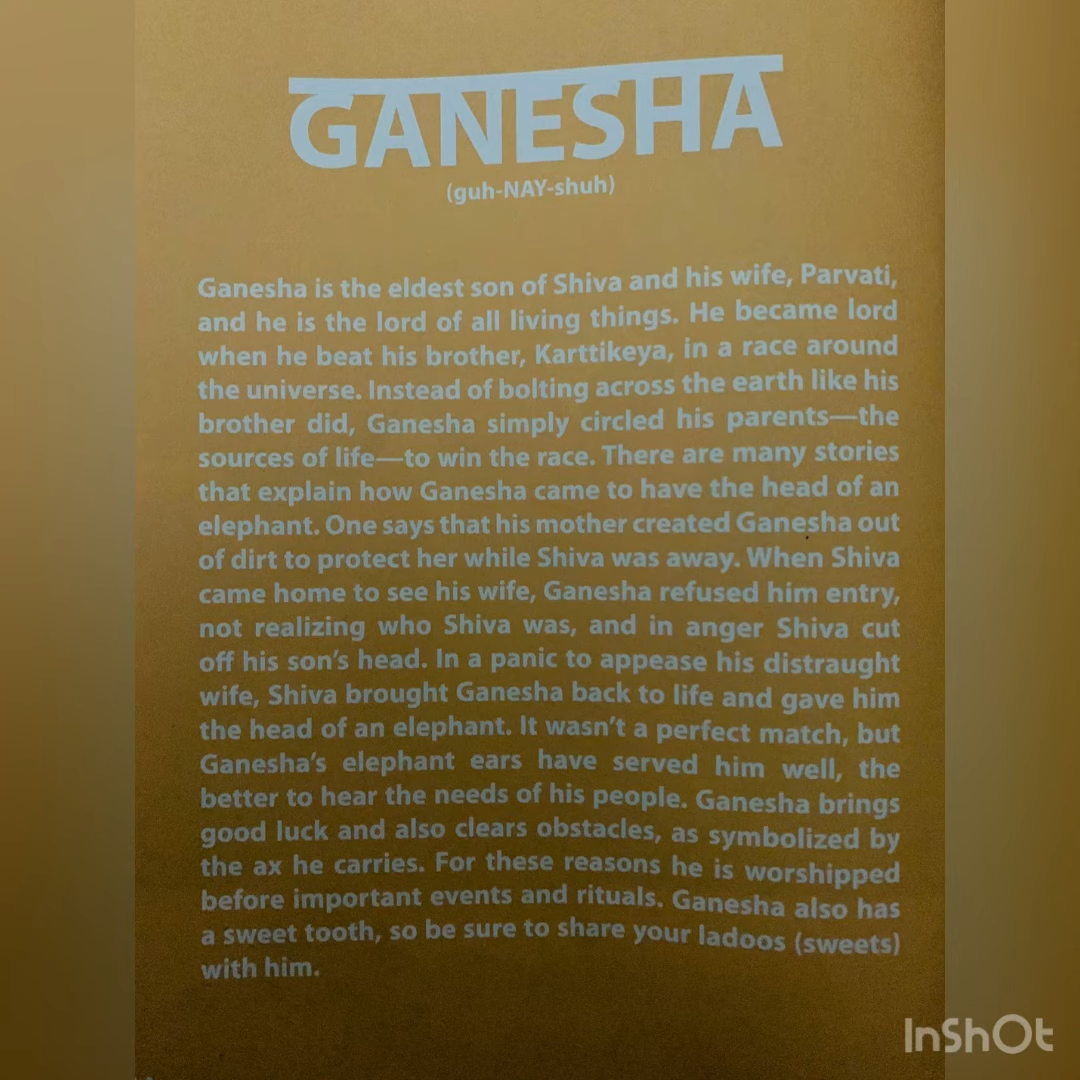 GANESHA
(guh-NAY-shuh)
Ganesha is the eldest son of Shiva and his wife, Parvati,
and he is the lord of all living things. He became lord
when he beat his brother, Karttikeya, in a race around
the universe. Instead of bolting across the earth like his
brother did, Ganesha simply circled his parents—the
sources of life—to win the race. There are many stories
that explain how Ganesha came to have the head of an
elephant. One says that his mother created Ganesha out
of dirt to protect her while Shiva was away. When Shiva
came home to see his wife, Ganesha refused him entry,
not realizing who Shiva was, and in anger Shiva cut
off his son's head. In a panic to appease his distraught
wife, Shiva brought Ganesha back to life and gave him
the head of an elephant. It wasn't a perfect match, but
Ganesha's elephant ears have served him well, the
better to hear the needs of his people. Ganesha brings
good luck and also clears obstacles, as symbolized by
the ax he carries. For these reasons he is worshipped
before important events and rituals. Ganesha also has
a sweet tooth, so be sure to share your ladoos (sweets)
with him.
InShOt